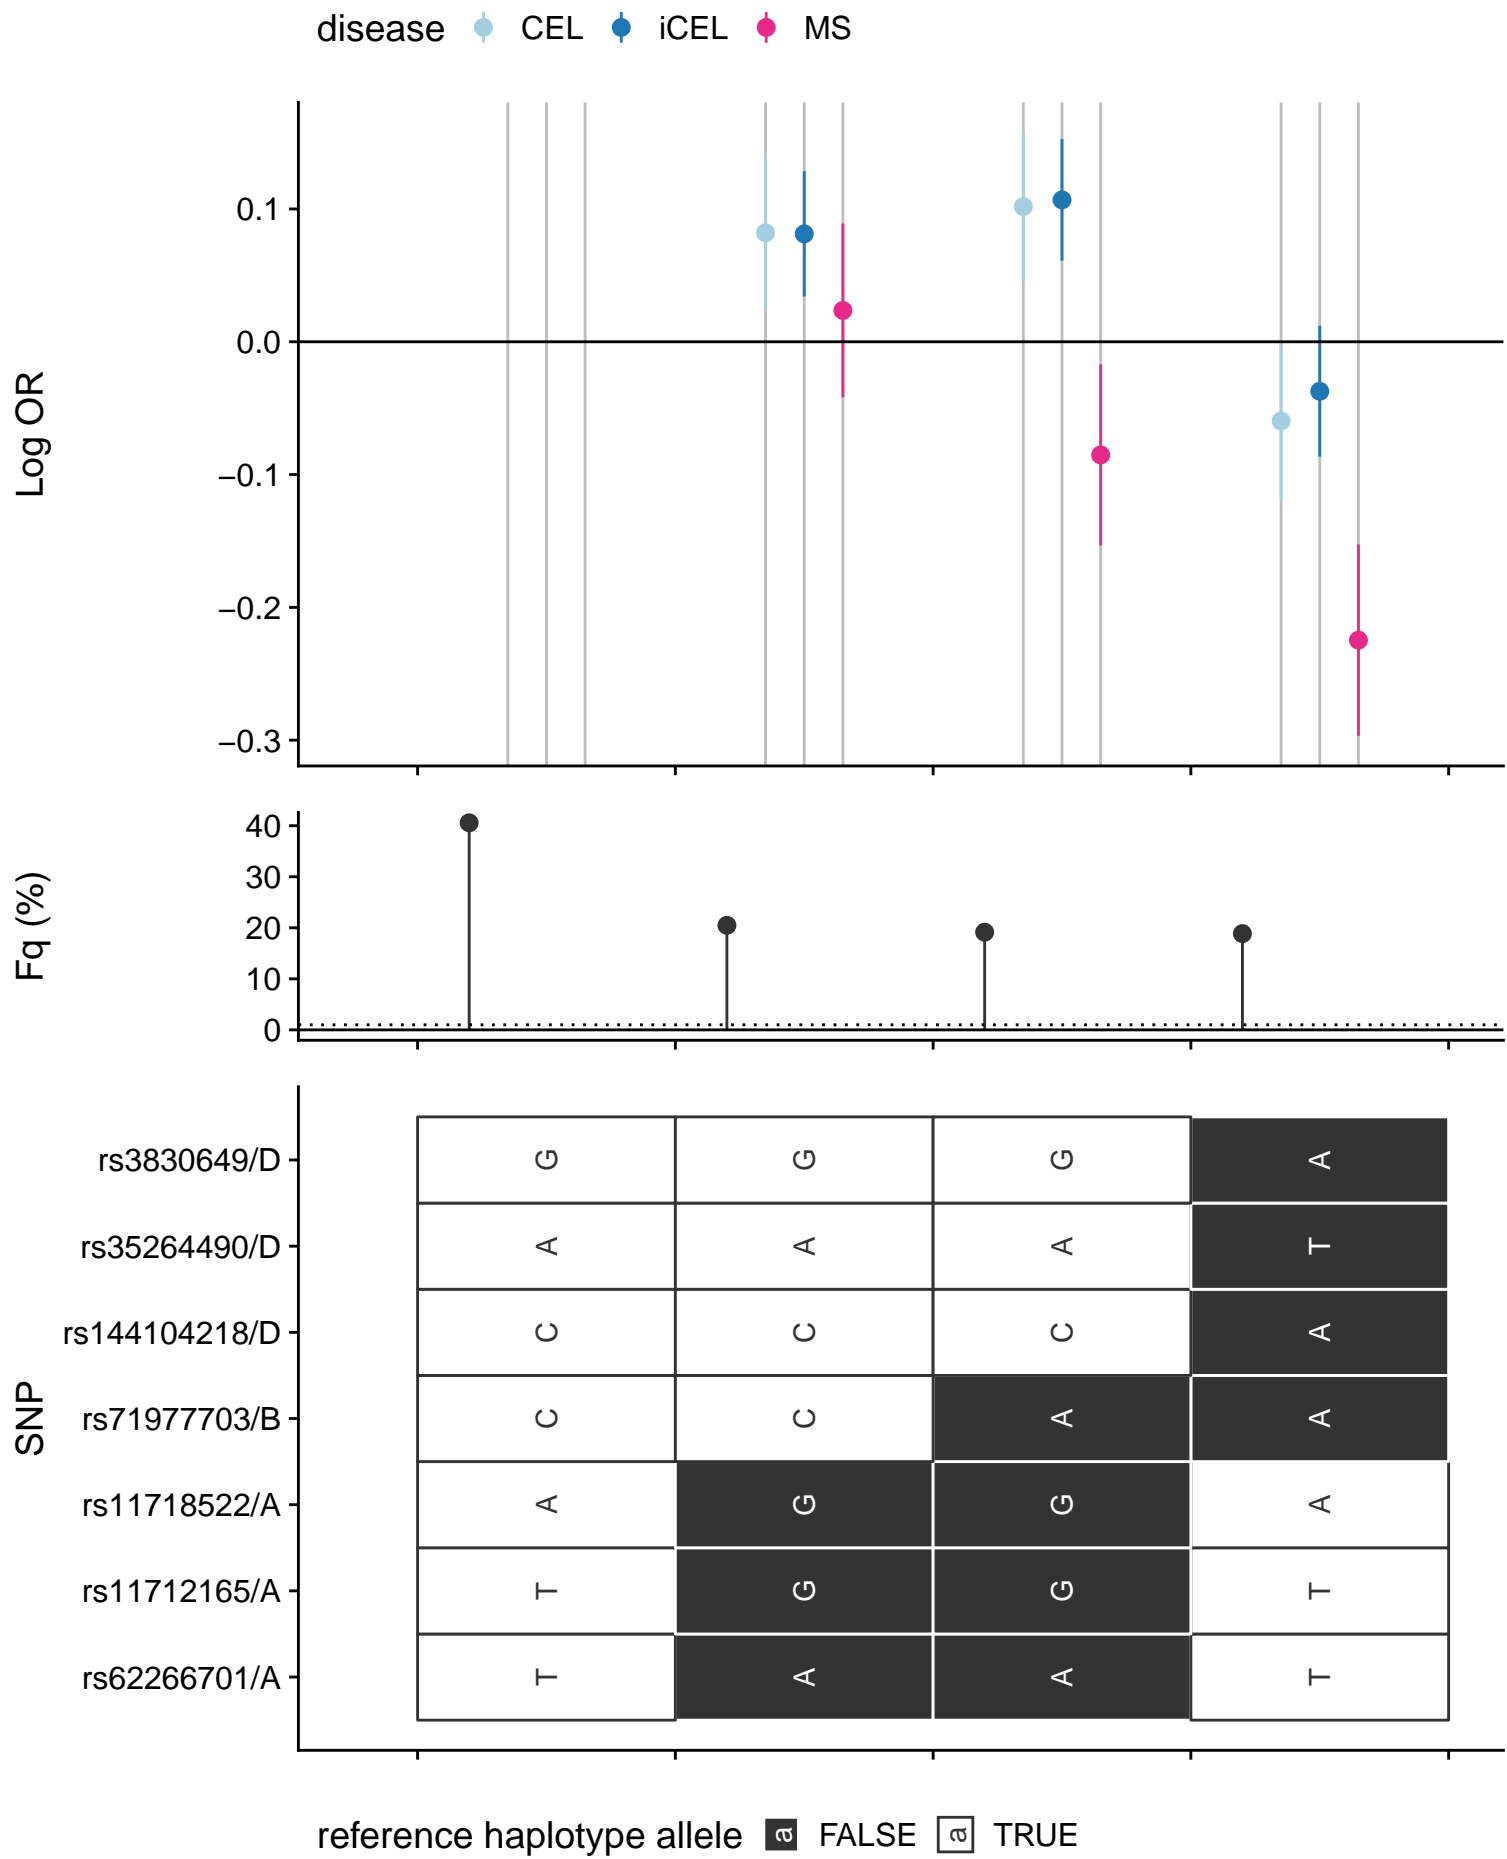 disease CEL iCEL MS
Log OR
0.1
0.0
−0.1
−0.2
−0.3
Fq (%)
40
30
20
10
0
SNP
rs3830649/D G G G A
rs35264490/D A A A T
rs144104218/D C C C A
rs71977703/B C C A A
rs11718522/A A G G A
rs11712165/A T G G T
rs62266701/A T A A T
reference haplotype allele a FALSE a TRUE